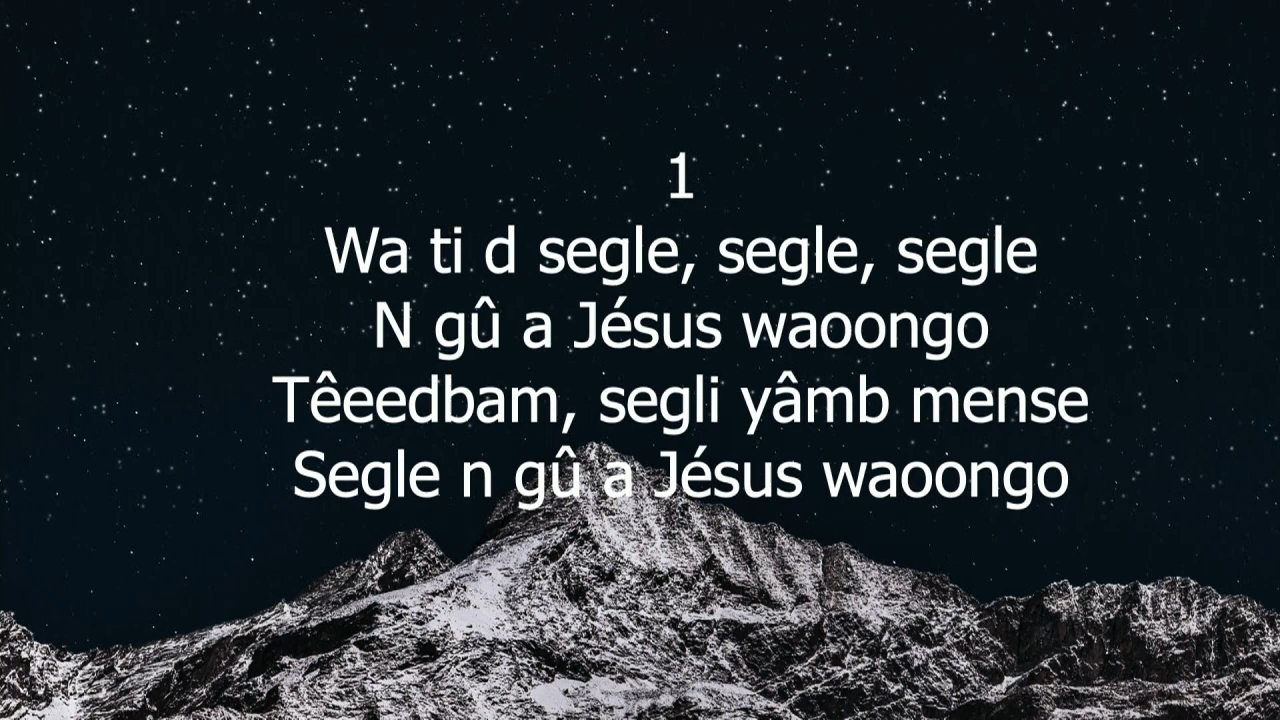 1
Wa ti d segle, segle, segle
N gû a Jésus waoongo
Têeedbam, segli yâmb mense
Segle n gû a Jésus waoongo